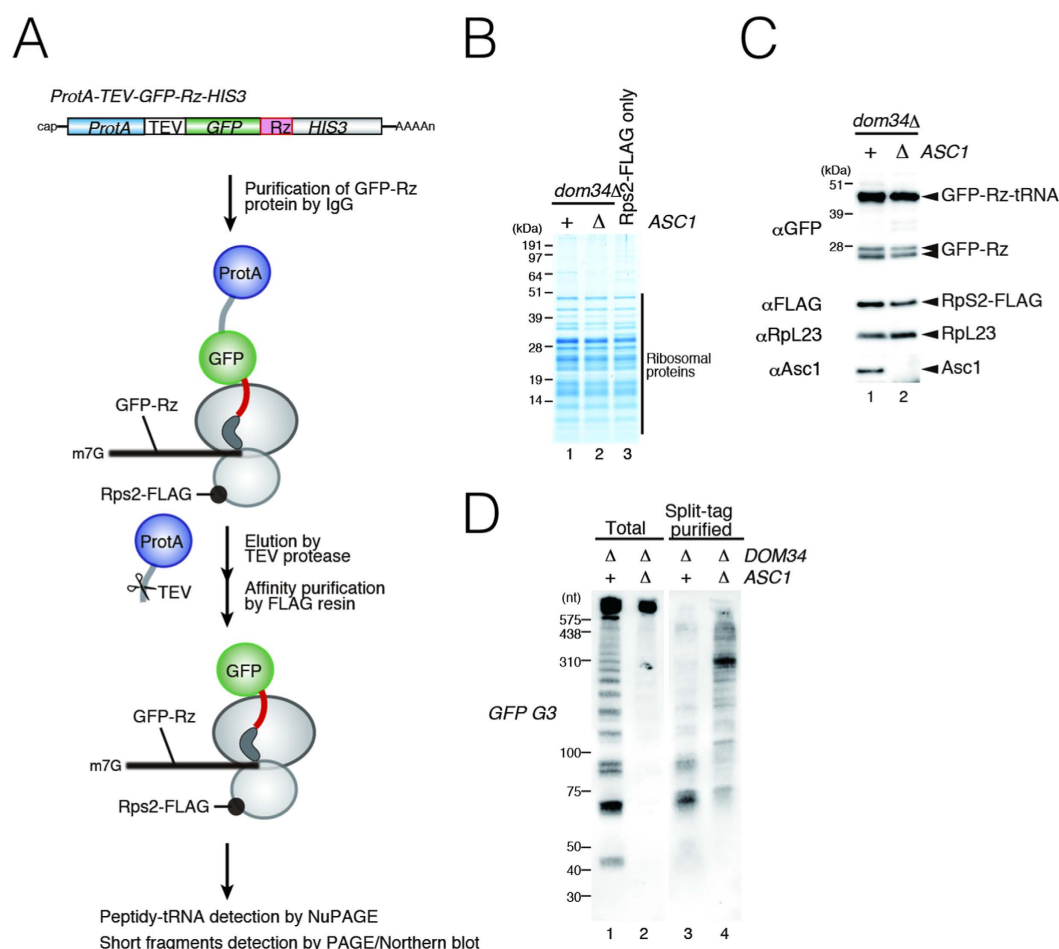 A
ProtA-TEV-GFP-Rz-HIS3
cap
ProtA
TEV
GFP
Rz
HIS3
AAAAn
Purification of GFP-Rz
protein by IgG
ProtA
GFP
GFP-Rz
m7G
Rps2-FLAG
ProtA
TEV
Elution by
TEV protease
Affinity purification
by FLAG resin
GFP
GFP-Rz
m7G
Rps2-FLAG
Peptidy-tRNA detection by NuPAGE
Short fragments detection by PAGE/Northern blot
B
dom34Δ
Rps2-FLAG only
+ Δ ASC1
(kDa)
191
97
64
51
39
28
19
14
Ribosomal
proteins
1 2 3
C
dom34Δ
+ Δ ASC1
(kDa)
51
39
28
αGFP
GFP-Rz-tRNA
GFP-Rz
αFLAG RpS2-FLAG
αRpL23 RpL23
αAsc1 Asc1
1 2
D
Total
Split-tag
purified
Δ Δ Δ Δ DOM34
+ Δ + Δ ASC1
(nt)
575
438
310
GFP G3
100
75
50
40
30
1 2 3 4